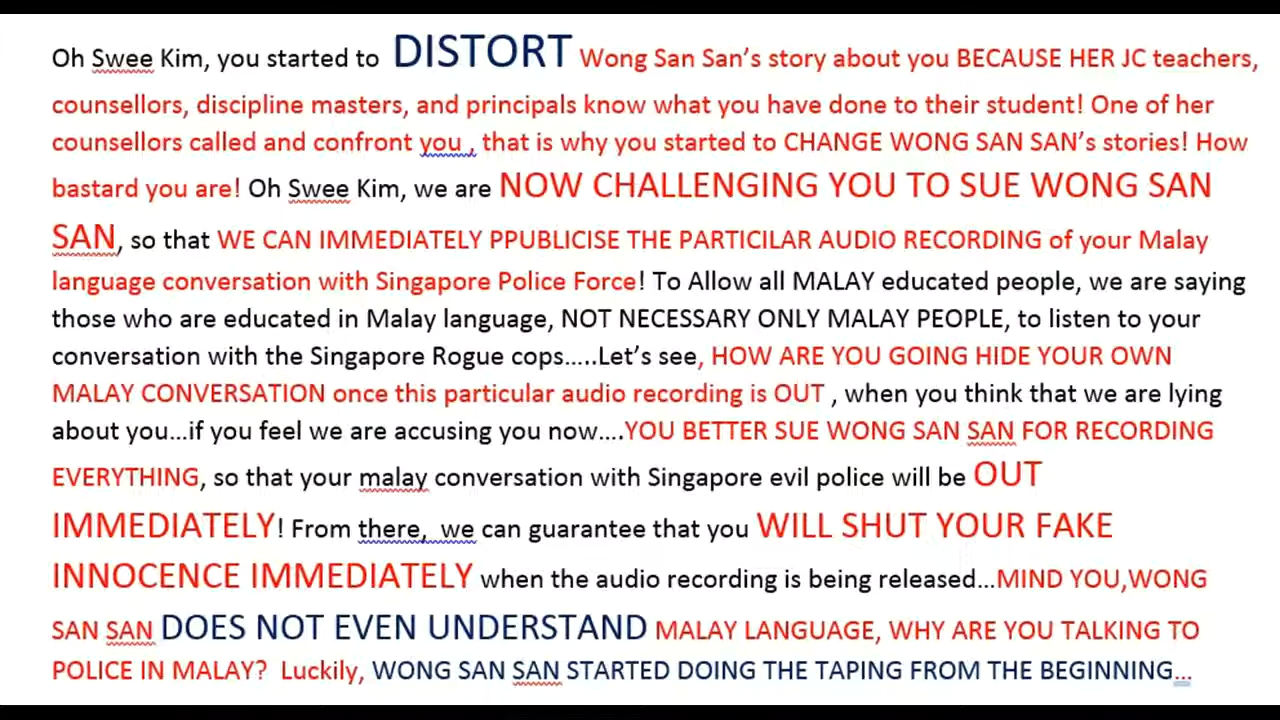 Oh Swee Kim, you started to DISTORT Wong San San's story about you BECAUSE HER JC teachers,
counsellors, discipline masters, and principals know what you have done to their student! One of her
counsellors called and confront you , that is why you started to CHANGE WONG SAN SAN's stories! How
bastard you are! Oh Swee Kim, we are NOW CHALLENGING YOU TO SUE WONG SAN
SAN, so that WE CAN IMMEDIATELY PPUBLICISE THE PARTICILAR AUDIO RECORDING of your Malay
language conversation with Singapore Police Force! To Allow all MALAY educated people, we are saying
those who are educated in Malay language, NOT NECESSARY ONLY MALAY PEOPLE, to listen to your
conversation with the Singapore Rogue cops…..Let's see, HOW ARE YOU GOING HIDE YOUR OWN
MALAY CONVERSATION once this particular audio recording is OUT , when you think that we are lying
about you…if you feel we are accusing you now….YOU BETTER SUE WONG SAN SAN FOR RECORDING
EVERYTHING, so that your malay conversation with Singapore evil police will be OUT
IMMEDIATELY! From there,  we can guarantee that you WILL SHUT YOUR FAKE
INNOCENCE IMMEDIATELY when the audio recording is being released…MIND YOU,WONG
SAN SAN DOES NOT EVEN UNDERSTAND MALAY LANGUAGE, WHY ARE YOU TALKING TO
POLICE IN MALAY?  Luckily, WONG SAN SAN STARTED DOING THE TAPING FROM THE BEGINNING…